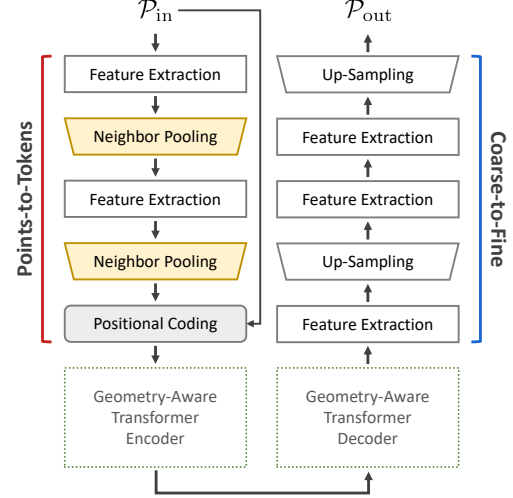 𝒫in
Points-to-Tokens
Feature Extraction
Neighbor Pooling
Feature Extraction
Neighbor Pooling
Positional Coding
Geometry-Aware
Transformer
Encoder
𝒫out
Up-Sampling
Feature Extraction
Feature Extraction
Up-Sampling
Feature Extraction
Coarse-to-Fine
Geometry-Aware
Transformer
Decoder